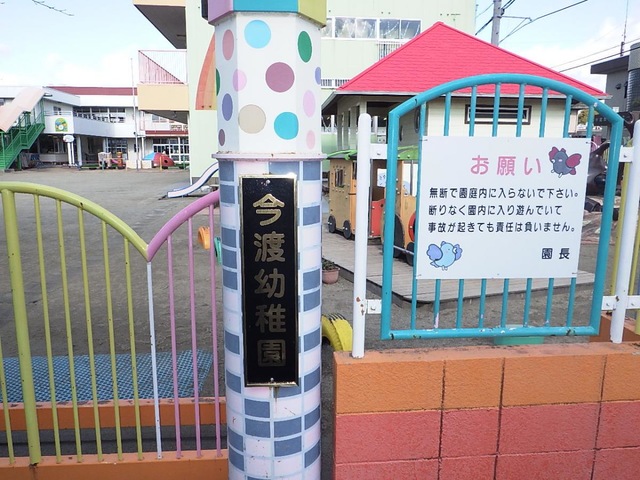 今渡幼稚園
お願い
無断で園庭内に入らないで下さい。
断りなく園内に入り遊んでいて
事故が起きても責任は負いません。
園長